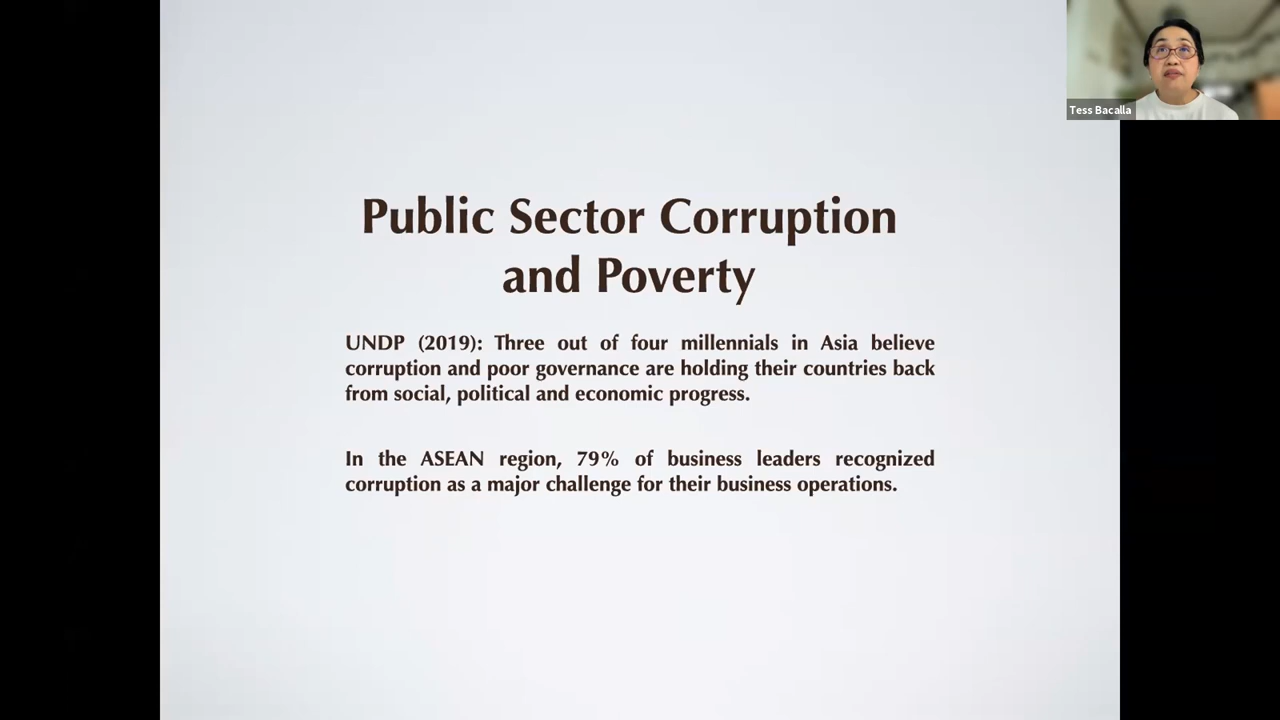 Tess Bacalla
Public Sector Corruption
and Poverty
UNDP (2019): Three out of four millennials in Asia believe
corruption and poor governance are holding their countries back
from social, political and economic progress.
In the ASEAN region, 79% of business leaders recognized
corruption as a major challenge for their business operations.